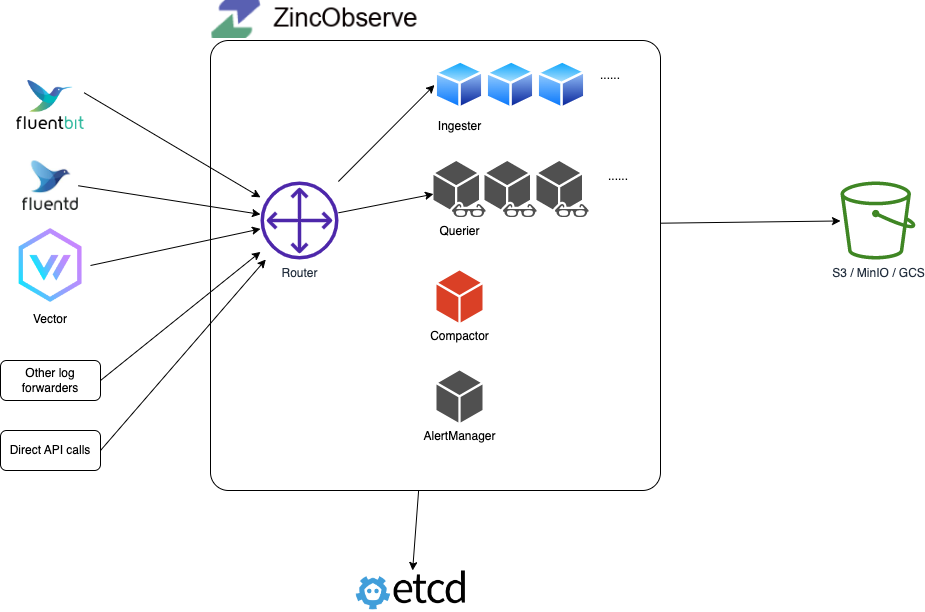 ZincObserve
fluentbit
fluentd
Vector
Other log
forwarders
Direct API calls
Router
......
Ingester
......
Querier
Compactor
AlertManager
S3 / MinIO / GCS
etcd